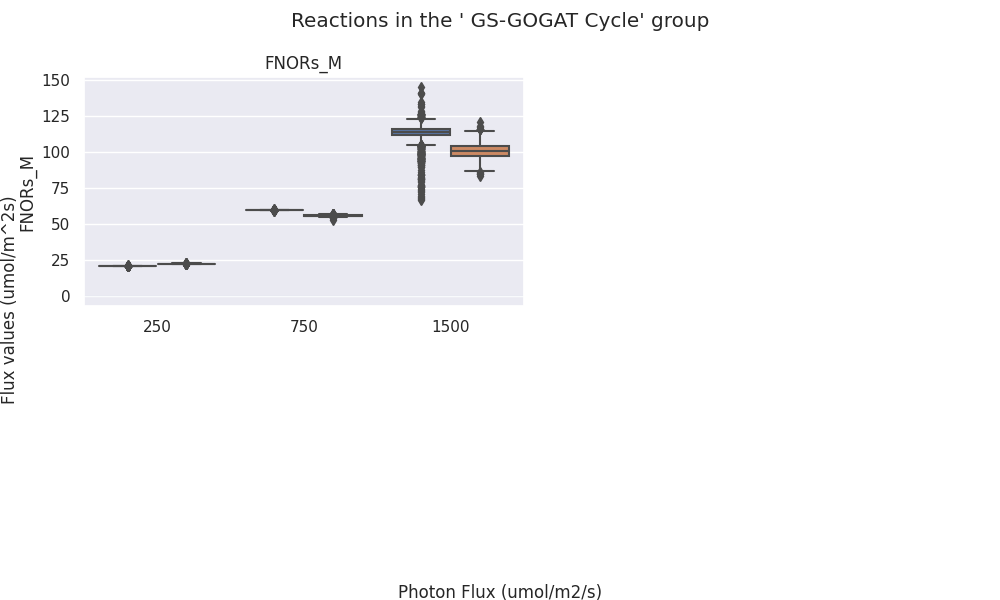 Reactions in the ' GS-GOGAT Cycle' group
FNORs_M
150
125
100
75
50
25
0
FNORs_M
Flux values (umol/m^2s)
250 750 1500
Photon Flux (umol/m2/s)